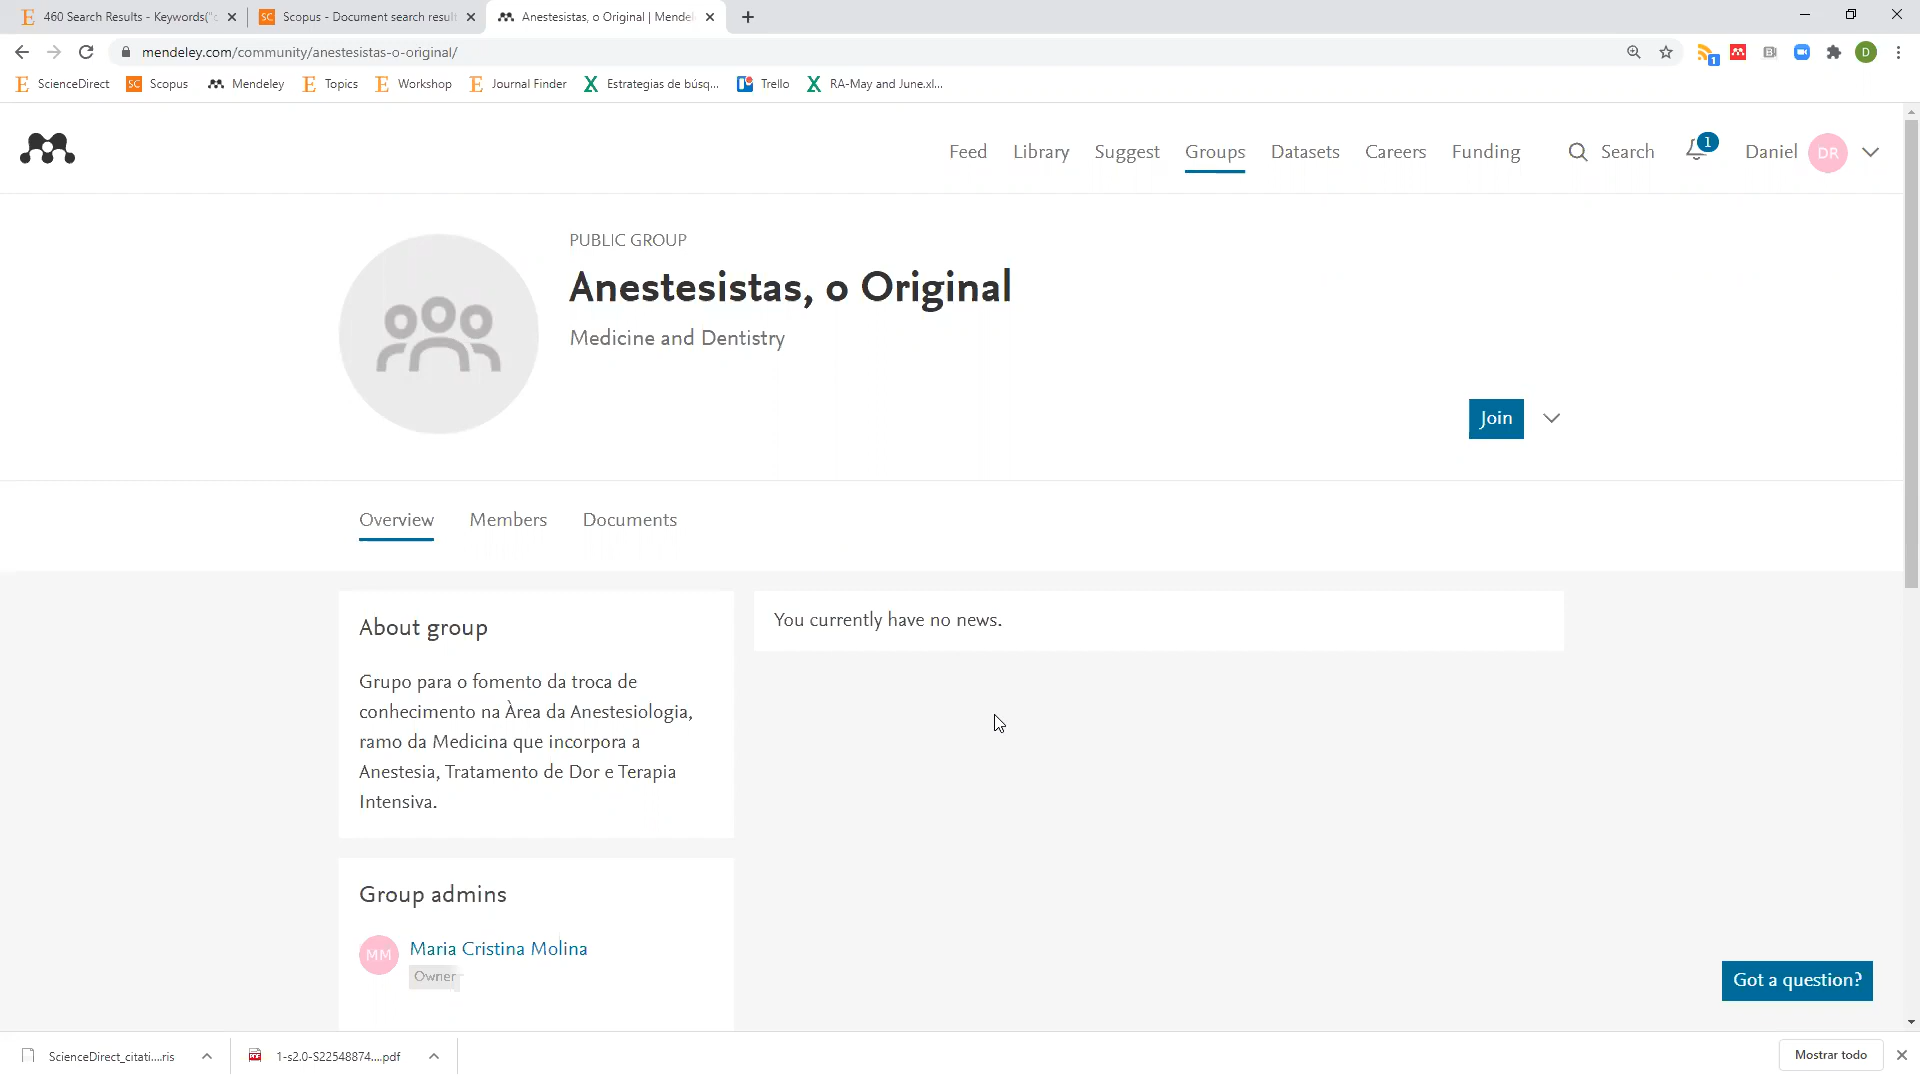 460 Search Results - Keywords("c
Scopus - Document search result
Anestesistas, o Original | Mendel
mendeley.com/community/anestesistas-o-original/
1
D
ScienceDirect
SC Scopus
Mendeley
Topics
Workshop
Journal Finder
Estrategias de búsq...
Trello
RA-May and June.xl...
Feed
Library
Suggest
Groups
Datasets
Careers
Funding
Search
1
Daniel
DR
PUBLIC GROUP
Anestesistas, o Original
Medicine and Dentistry
Join
Overview
Members
Documents
About group
Grupo para o fomento da troca de
conhecimento na Àrea da Anestesiologia,
ramo da Medicina que incorpora a
Anestesia, Tratamento de Dor e Terapia
Intensiva.
You currently have no news.
Group admins
MM
Maria Cristina Molina
Owner
Got a question?
ScienceDirect_citati....ris
1-s2.0-S22548874....pdf
Mostrar todo